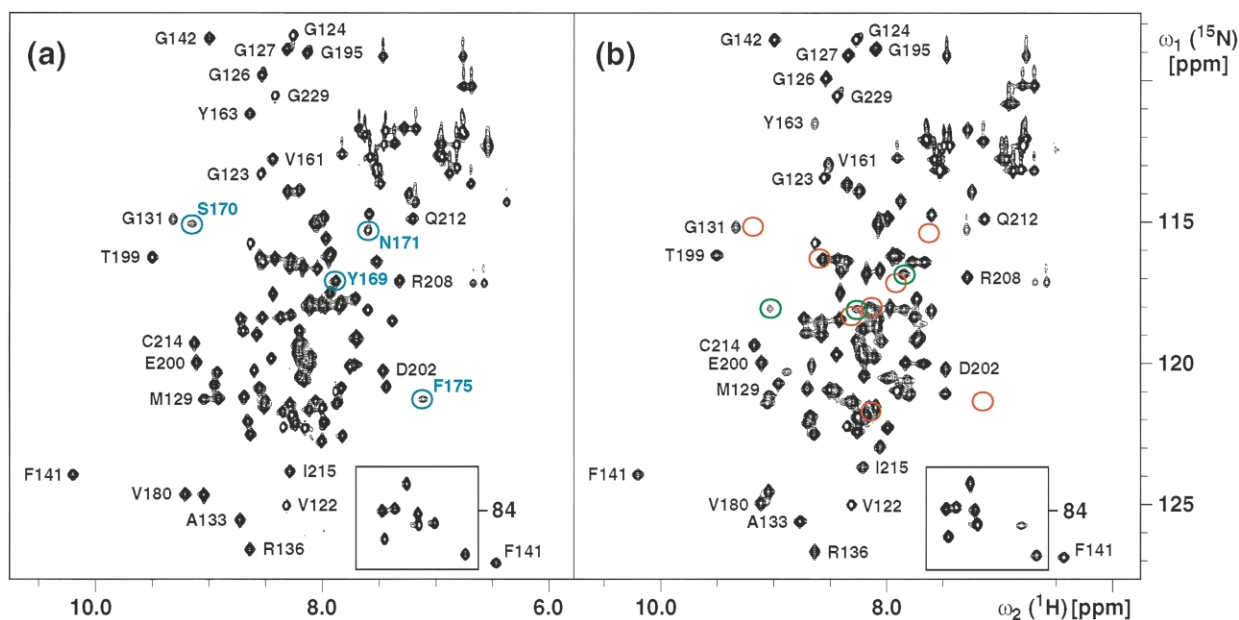 (a)
G142
G124
G127
G195
G126
G229
Y163
V161
G123
S170
G131
N171
Q212
T199
Y169
R208
C214
E200
D202
M129
F175
F141
I215
V180
V122
84
A133
R136
F141
10.0 8.0 6.0
(b)
G142
G124
G127
G195
G126
G229
Y163
V161
G123
G131
Q212
T199
R208
C214
E200
D202
M129
F141
I215
V180
V122
84
A133
R136
F141
10.0 8.0 ω2 (1H) [ppm]
ω1 (15N)
[ppm]
115
120
125